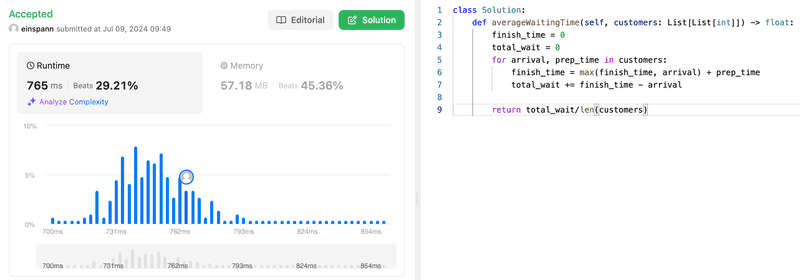 Accepted
einspann submitted at Jul 09, 2024 09:49
Editorial
Solution
Runtime
765 ms | Beats 29.21%
Analyze Complexity
Memory
57.18 MB | Beats 45.36%
10%
5%
0%
700ms 731ms 762ms 793ms 824ms 854ms
700ms 731ms 762ms 793ms 824ms 854ms
1 class Solution:
2     def averageWaitingTime(self, customers: List[List[int]]) -> float:
3         finish_time = 0
4         total_wait = 0
5         for arrival, prep_time in customers:
6             finish_time = max(finish_time, arrival) + prep_time
7             total_wait += finish_time - arrival
8
9         return total_wait/len(customers)